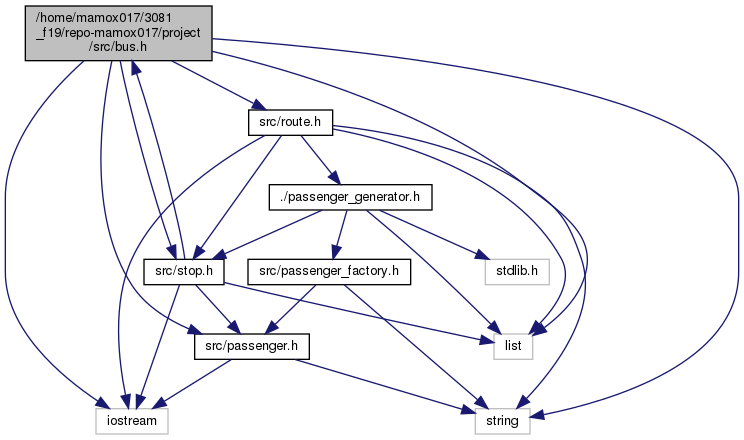 /home/mamox017/3081
_f19/repo-mamox017/project
/src/bus.h
src/route.h
./passenger_generator.h
src/stop.h
src/passenger_factory.h
stdlib.h
src/passenger.h
list
iostream
string